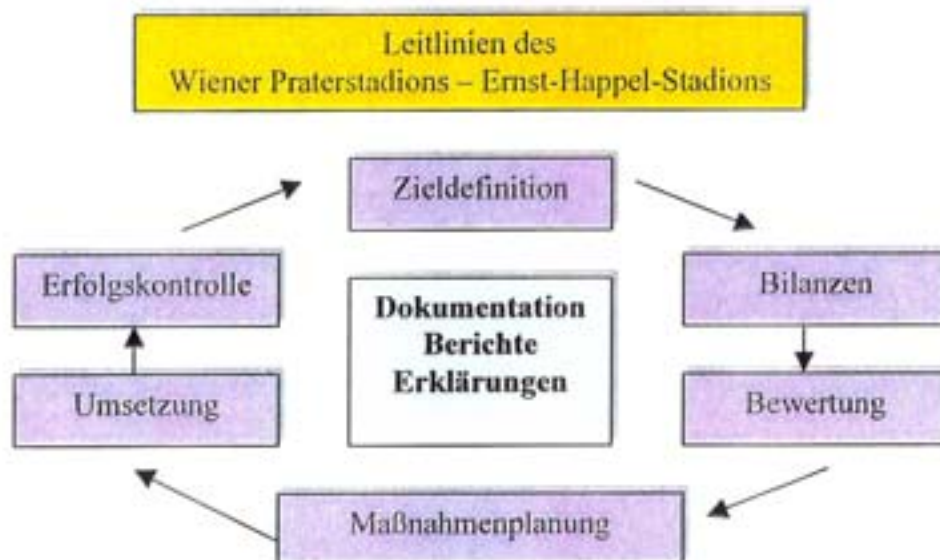 Leitlinien des
Wiener Praterstadions – Ernst-Happel-Stadions
Zieldefinition
Erfolgskontrolle
Bilanzen
Dokumentation
Berichte
Erklärungen
Umsetzung
Bewertung
Maßnahmenplanung